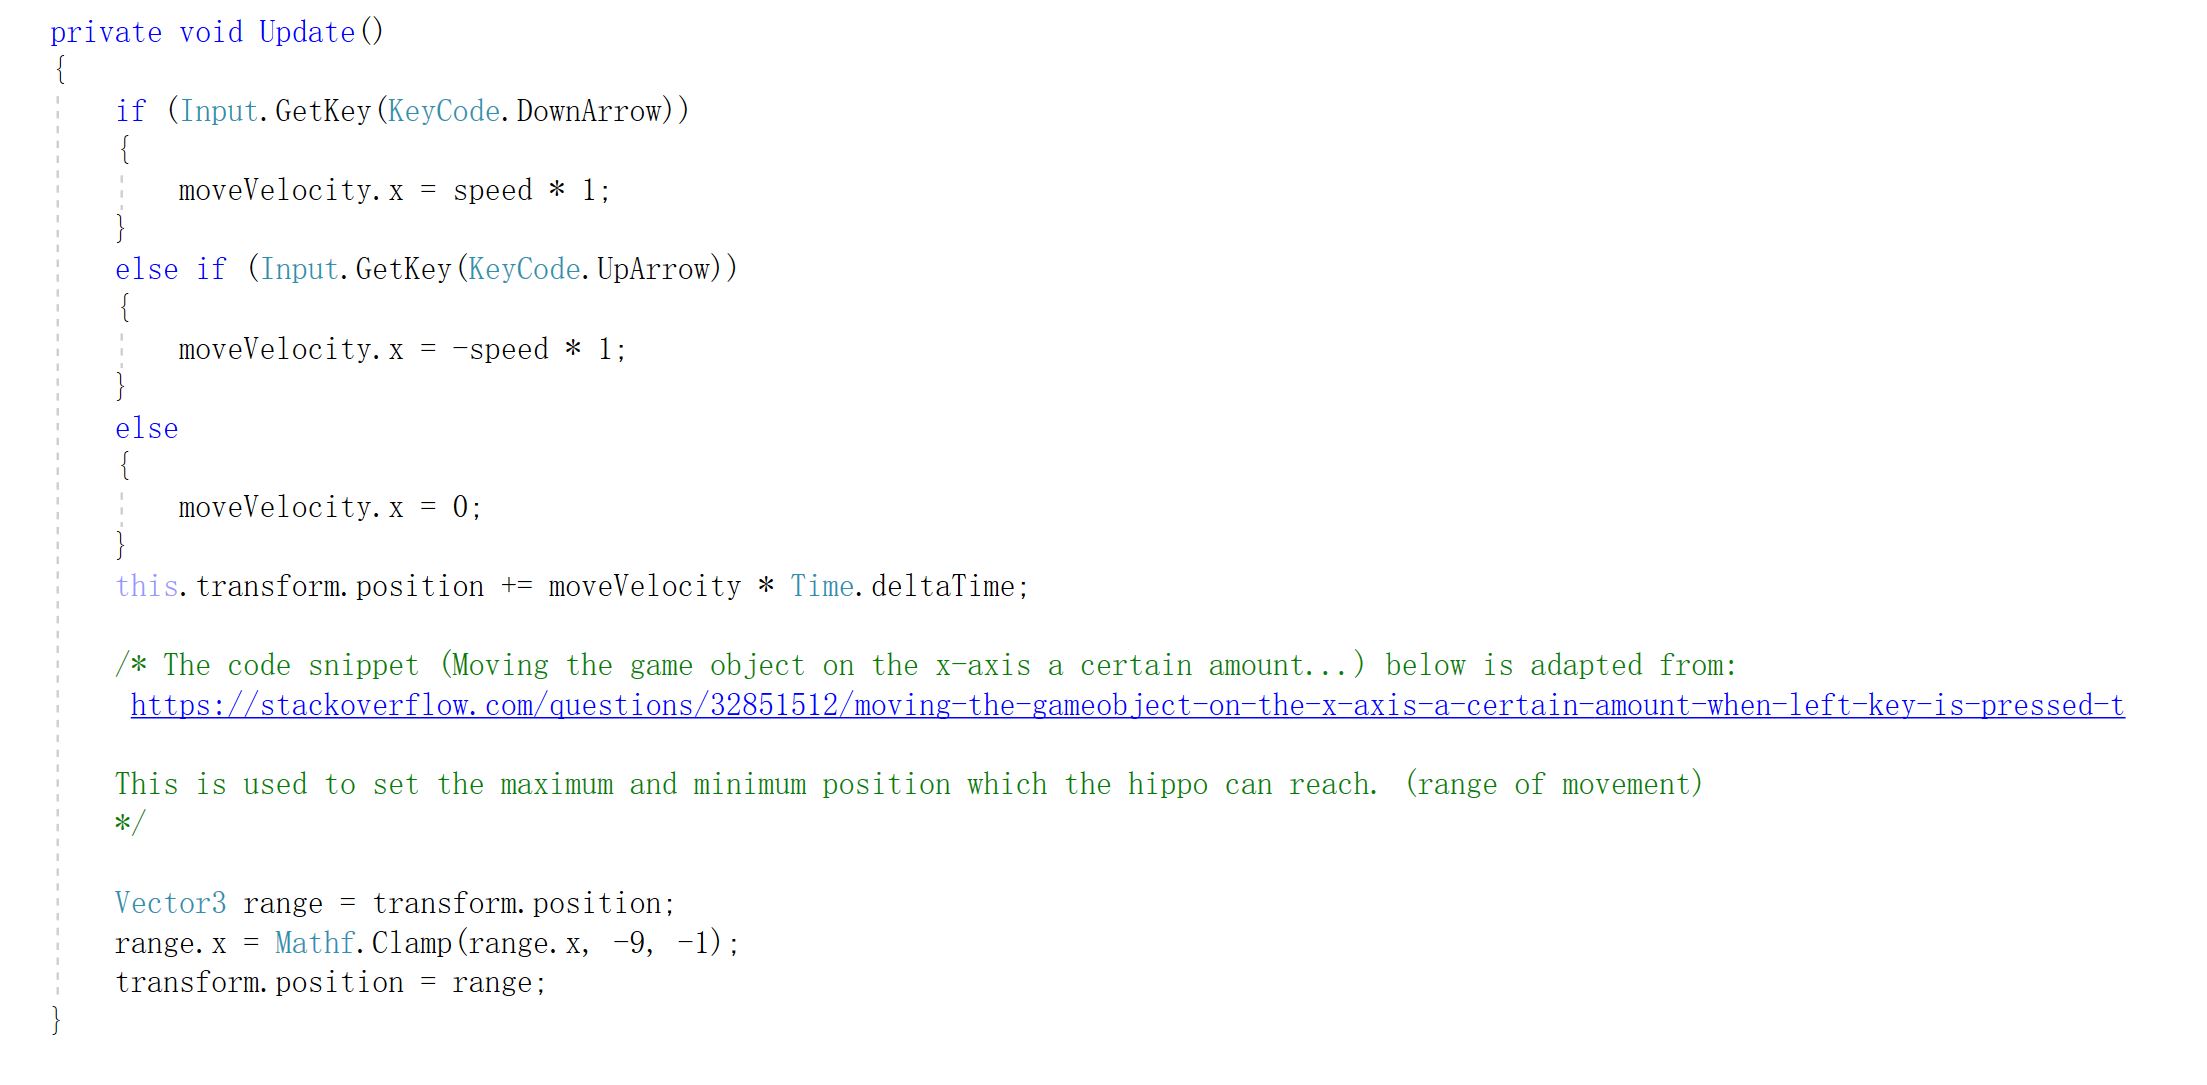 private void Update()
{
if (Input.GetKey(KeyCode.DownArrow))
{
moveVelocity.x = speed * 1;
}
else if (Input.GetKey(KeyCode.UpArrow))
{
moveVelocity.x = -speed * 1;
}
else
{
moveVelocity.x = 0;
}
this.transform.position += moveVelocity * Time.deltaTime;
/* The code snippet (Moving the game object on the x-axis a certain amount...) below is adapted from:
https://stackoverflow.com/questions/32851512/moving-the-gameobject-on-the-x-axis-a-certain-amount-when-left-key-is-pressed-t
This is used to set the maximum and minimum position which the hippo can reach. (range of movement)
*/
Vector3 range = transform.position;
range.x = Mathf.Clamp(range.x, -9, -1);
transform.position = range;
}